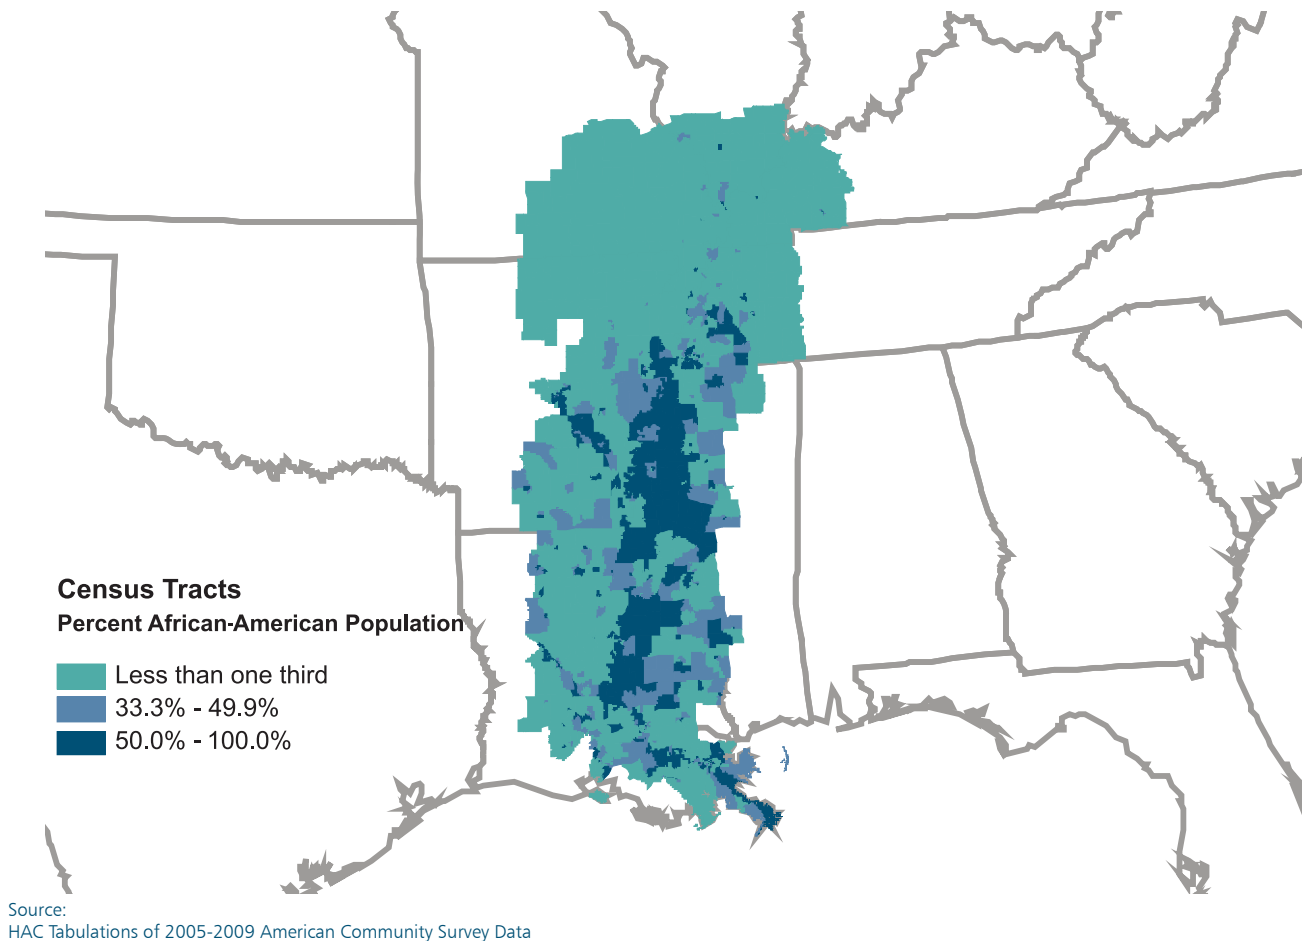 Census Tracts
Percent African-American Population
Less than one third
33.3% - 49.9%
50.0% - 100.0%
Source:
HAC Tabulations of 2005-2009 American Community Survey Data